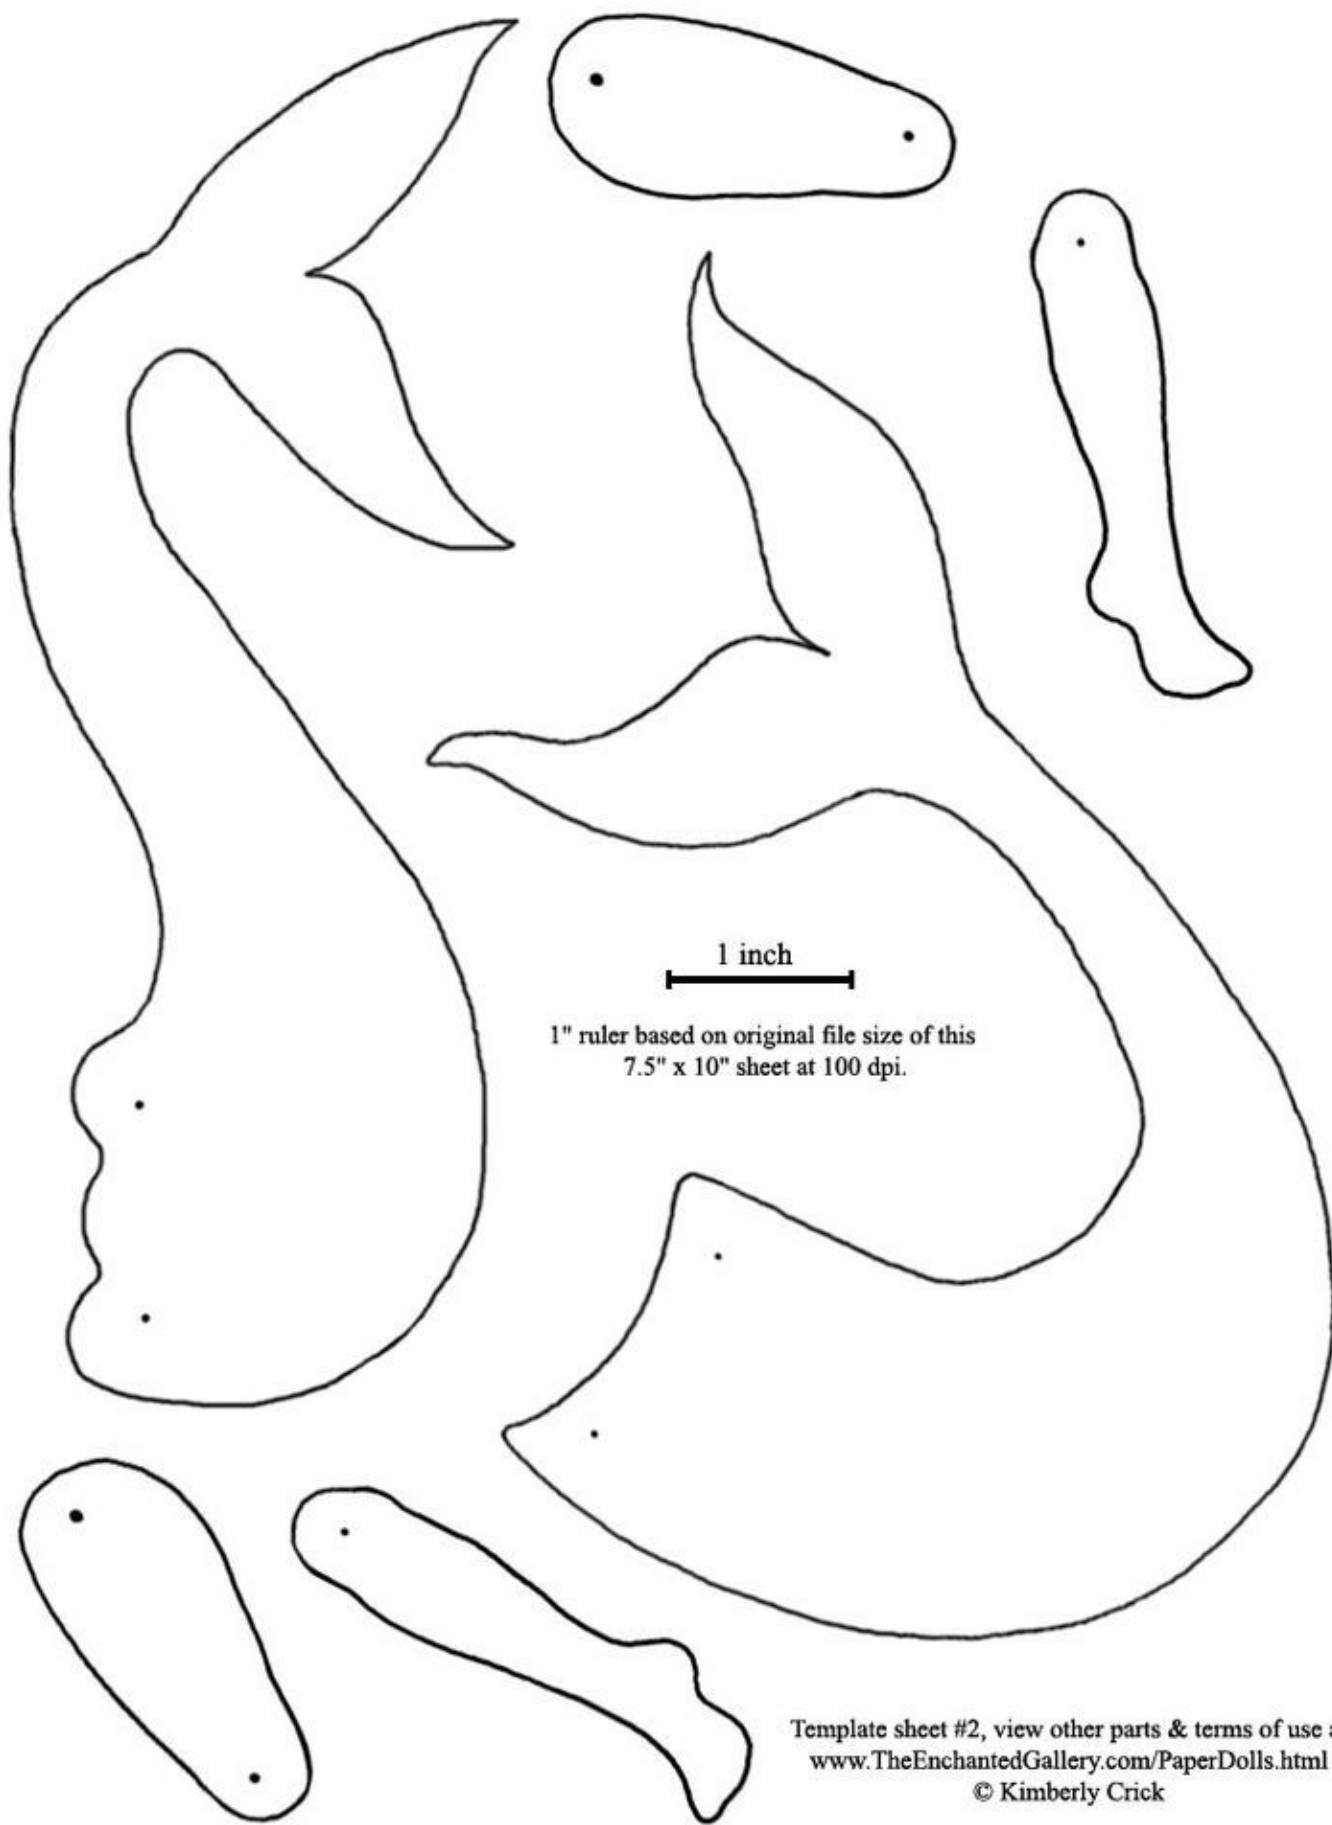 1 inch
1" ruler based on original file size of this
7.5" x 10" sheet at 100 dpi.
Template sheet #2, view other parts & terms of use a
www.TheEnchantedGallery.com/PaperDolls.html
© Kimberly Crick